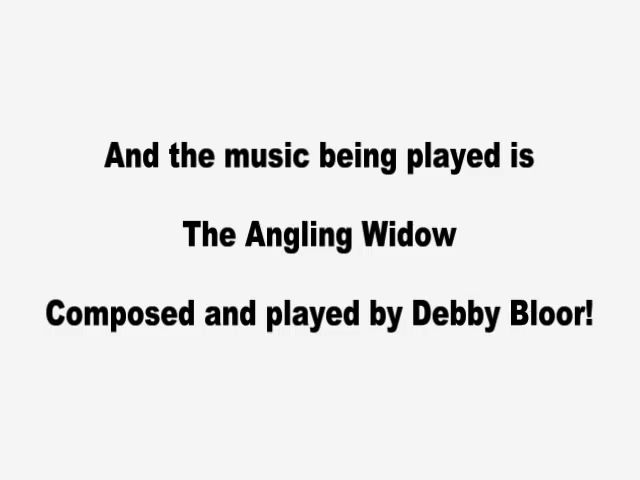 And the music being played is
The Angling Widow
Composed and played by Debby Bloor!